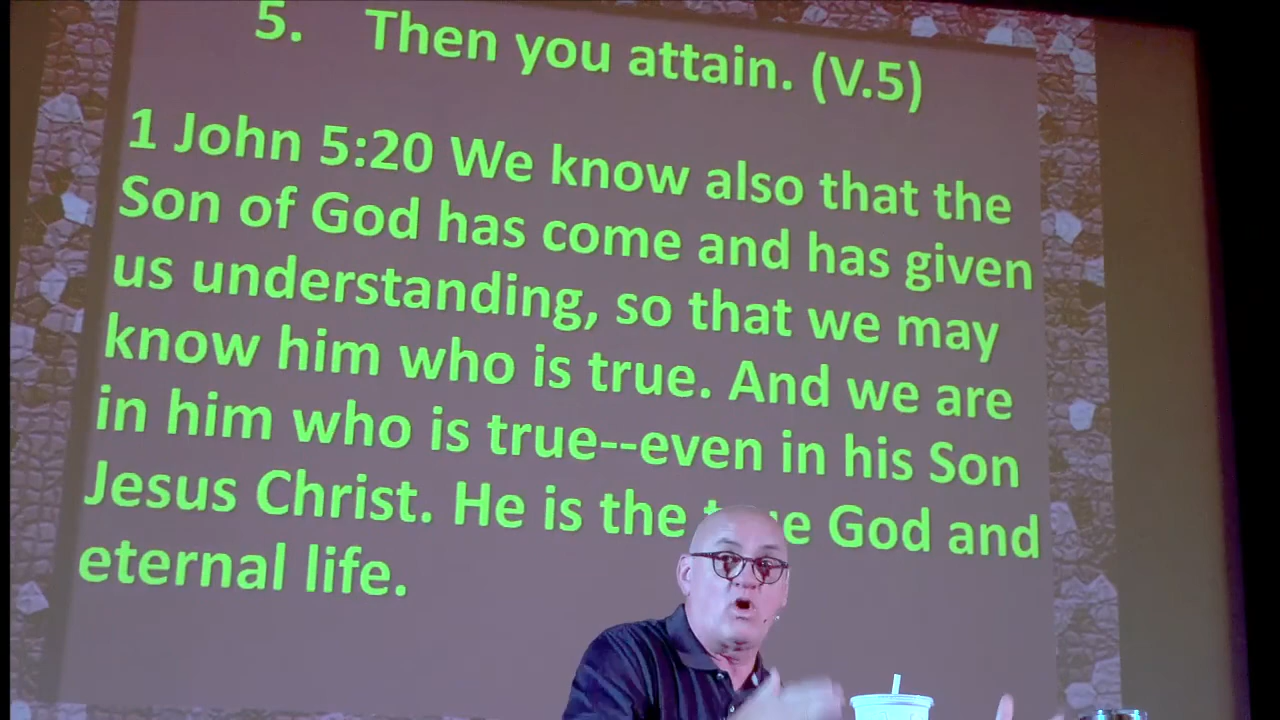 5. Then you attain. (V.5)
1 John 5:20 We know also that the
Son of God has come and has given
us understanding, so that we may
know him who is true. And we are
in him who is true--even in his Son
Jesus Christ. He is the true God and
eternal life.